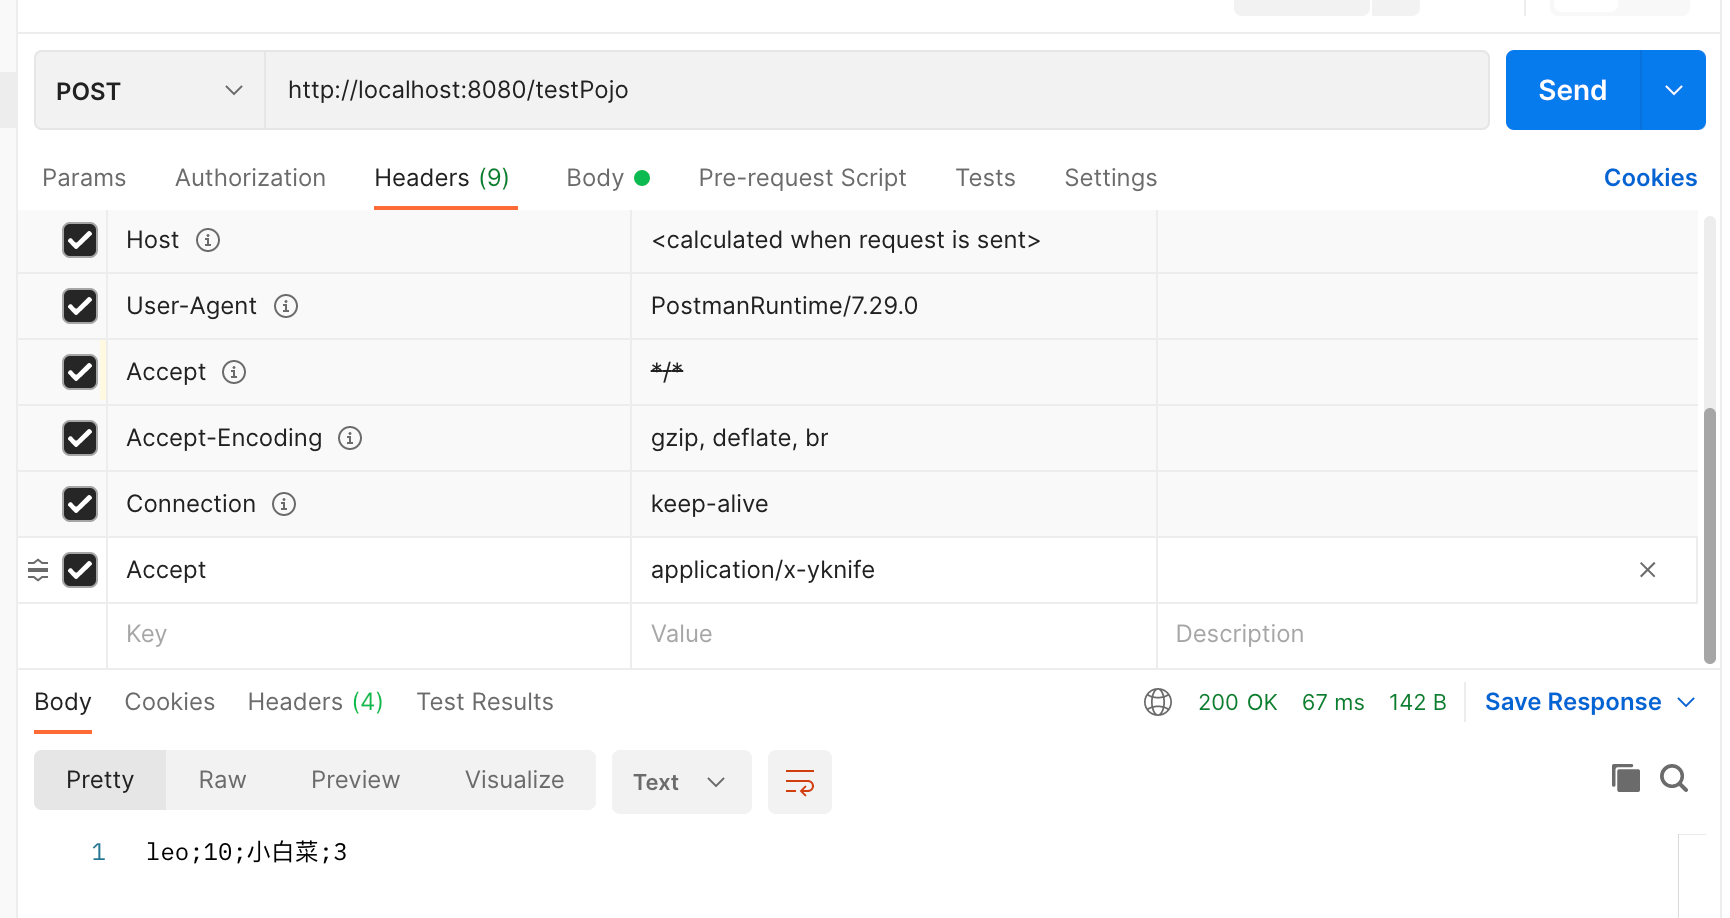 POST http://localhost:8080/testPojo Send
Params Authorization Headers (9) Body Pre-request Script Tests Settings Cookies
Host <calculated when request is sent>
User-Agent PostmanRuntime/7.29.0
Accept */*
Accept-Encoding gzip, deflate, br
Connection keep-alive
Accept application/x-yknife
Key Value Description
Body Cookies Headers (4) Test Results 200 OK 67 ms 142 B Save Response
Pretty Raw Preview Visualize Text
1 leo;10;小白菜;3